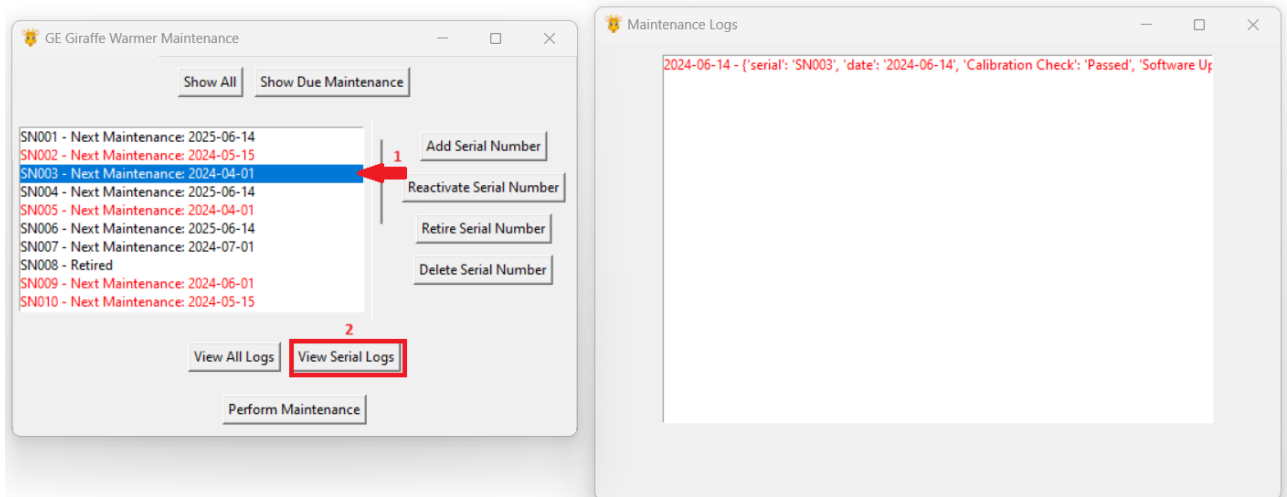 GE Giraffe Warmer Maintenance
Show All
Show Due Maintenance
SN001 - Next Maintenance: 2025-06-14
SN002 - Next Maintenance: 2024-05-15
SN003 - Next Maintenance: 2024-04-01
SN004 - Next Maintenance: 2025-06-14
SN005 - Next Maintenance: 2024-04-01
SN006 - Next Maintenance: 2025-06-14
SN007 - Next Maintenance: 2024-07-01
SN008 - Retired
SN009 - Next Maintenance: 2024-06-01
SN010 - Next Maintenance: 2024-05-15
1
Add Serial Number
Reactivate Serial Number
Retire Serial Number
Delete Serial Number
2
View All Logs
View Serial Logs
Perform Maintenance
Maintenance Logs
2024-06-14 - {'serial': 'SN003', 'date': '2024-06-14', 'Calibration Check': 'Passed', 'Software Up